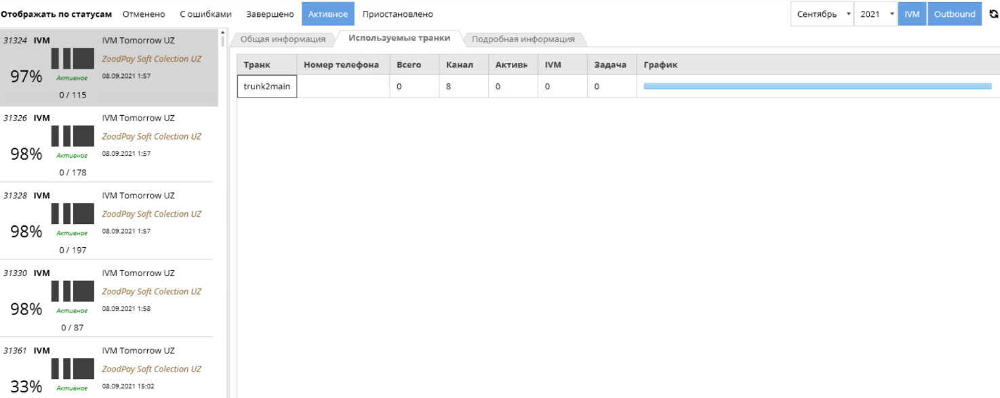 Отображать по статусам Отменено С ошибками Завершено Активное Приостановлено Сентябрь 2021 IVM Outbound
31324 IVM IVM Tomorrow UZ
ZoodPay Soft Colection UZ
97% Активное 08.09.2021 1:57
0 / 115
31326 IVM IVM Tomorrow UZ
ZoodPay Soft Colection UZ
98% Активное 08.09.2021 1:57
0 / 178
31328 IVM IVM Tomorrow UZ
ZoodPay Soft Colection UZ
98% Активное 08.09.2021 1:57
0 / 197
31330 IVM IVM Tomorrow UZ
ZoodPay Soft Colection UZ
98% Активное 08.09.2021 1:58
0 / 87
31361 IVM IVM Tomorrow UZ
ZoodPay Soft Colection UZ
33% Активное 08.09.2021 15:02
Общая информация Используемые транки Подробная информация
Транк Номер телефона Всего Канал Активн IVM Задача График
trunk2main 0 8 0 0 0